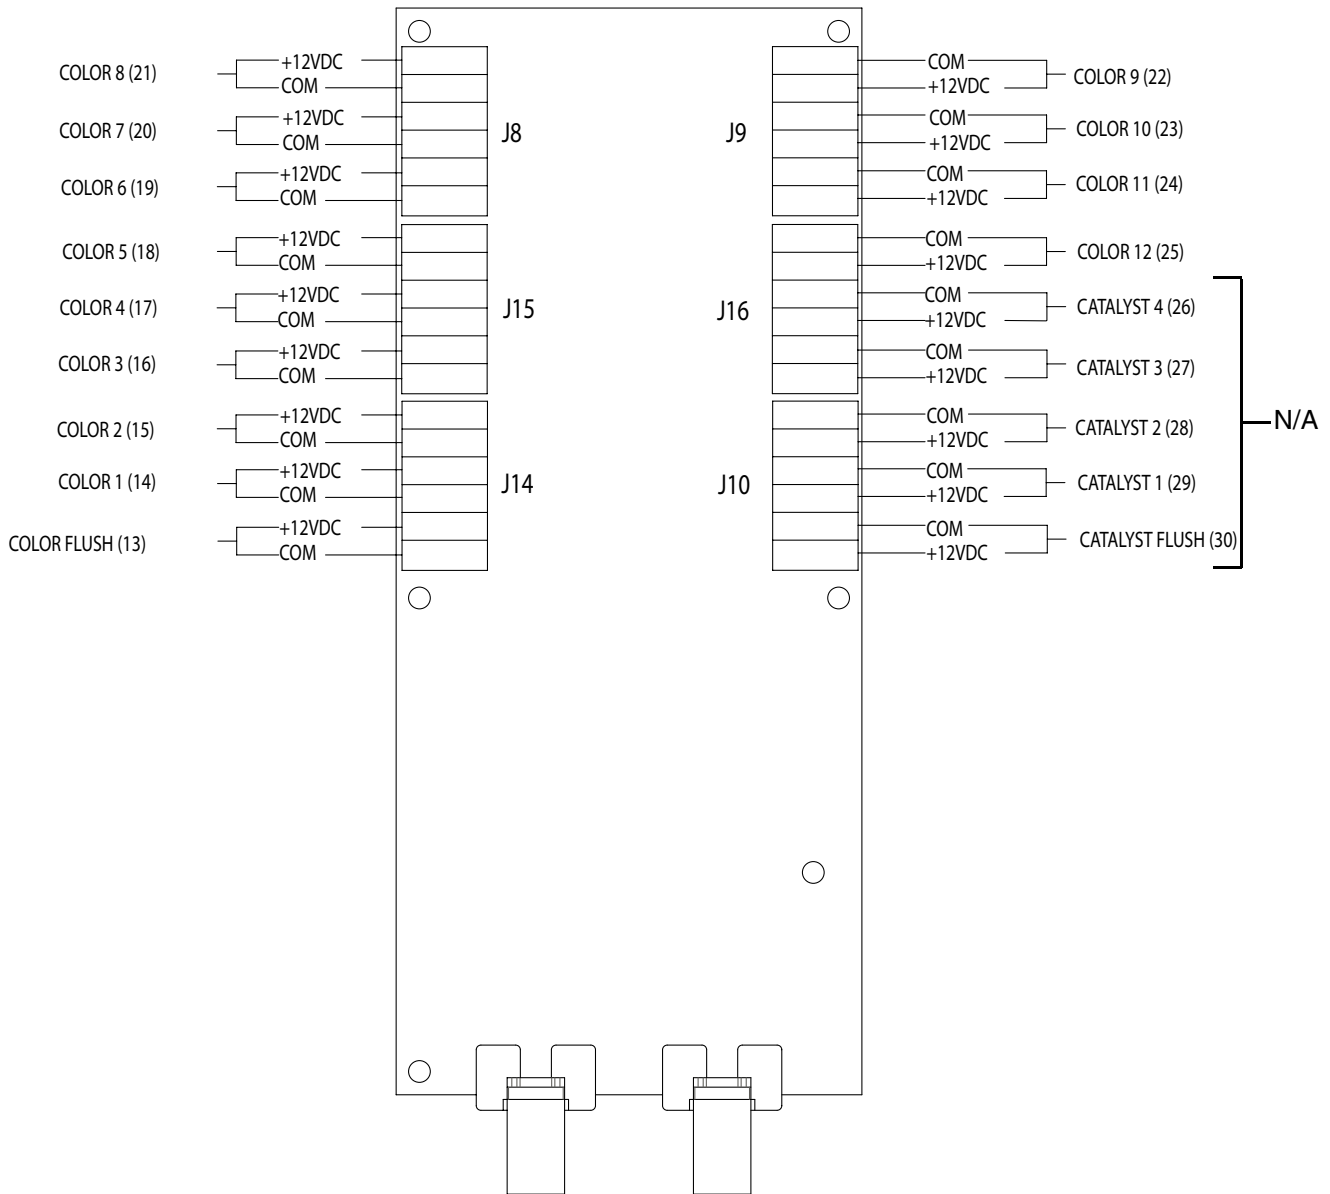 COLOR 8 (21)
+12VDC
COM
COLOR 7 (20)
+12VDC
COM
COLOR 6 (19)
+12VDC
COM
J8
COLOR 5 (18)
+12VDC
COM
COLOR 4 (17)
+12VDC
COM
COLOR 3 (16)
+12VDC
COM
J15
COLOR 2 (15)
+12VDC
COM
COLOR 1 (14)
+12VDC
COM
COLOR FLUSH (13)
+12VDC
COM
J14
J9
COM
+12VDC
COLOR 9 (22)
COM
+12VDC
COLOR 10 (23)
COM
+12VDC
COLOR 11 (24)
J16
COM
+12VDC
COLOR 12 (25)
COM
+12VDC
CATALYST 4 (26)
COM
+12VDC
CATALYST 3 (27)
J10
COM
+12VDC
CATALYST 2 (28)
COM
+12VDC
CATALYST 1 (29)
COM
+12VDC
CATALYST FLUSH (30)
N/A